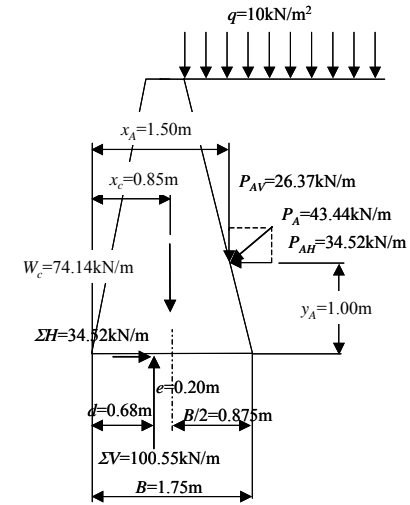 q=10kN/m²
x_A=1.50m
x_c=0.85m
P_AV=26.37kN/m
P_A=43.44kN/m
P_AH=34.52kN/m
W_c=74.14kN/m
y_A=1.00m
ΣH=34.52kN/m
e=0.20m
d=0.68m
B/2=0.875m
ΣV=100.55kN/m
B=1.75m